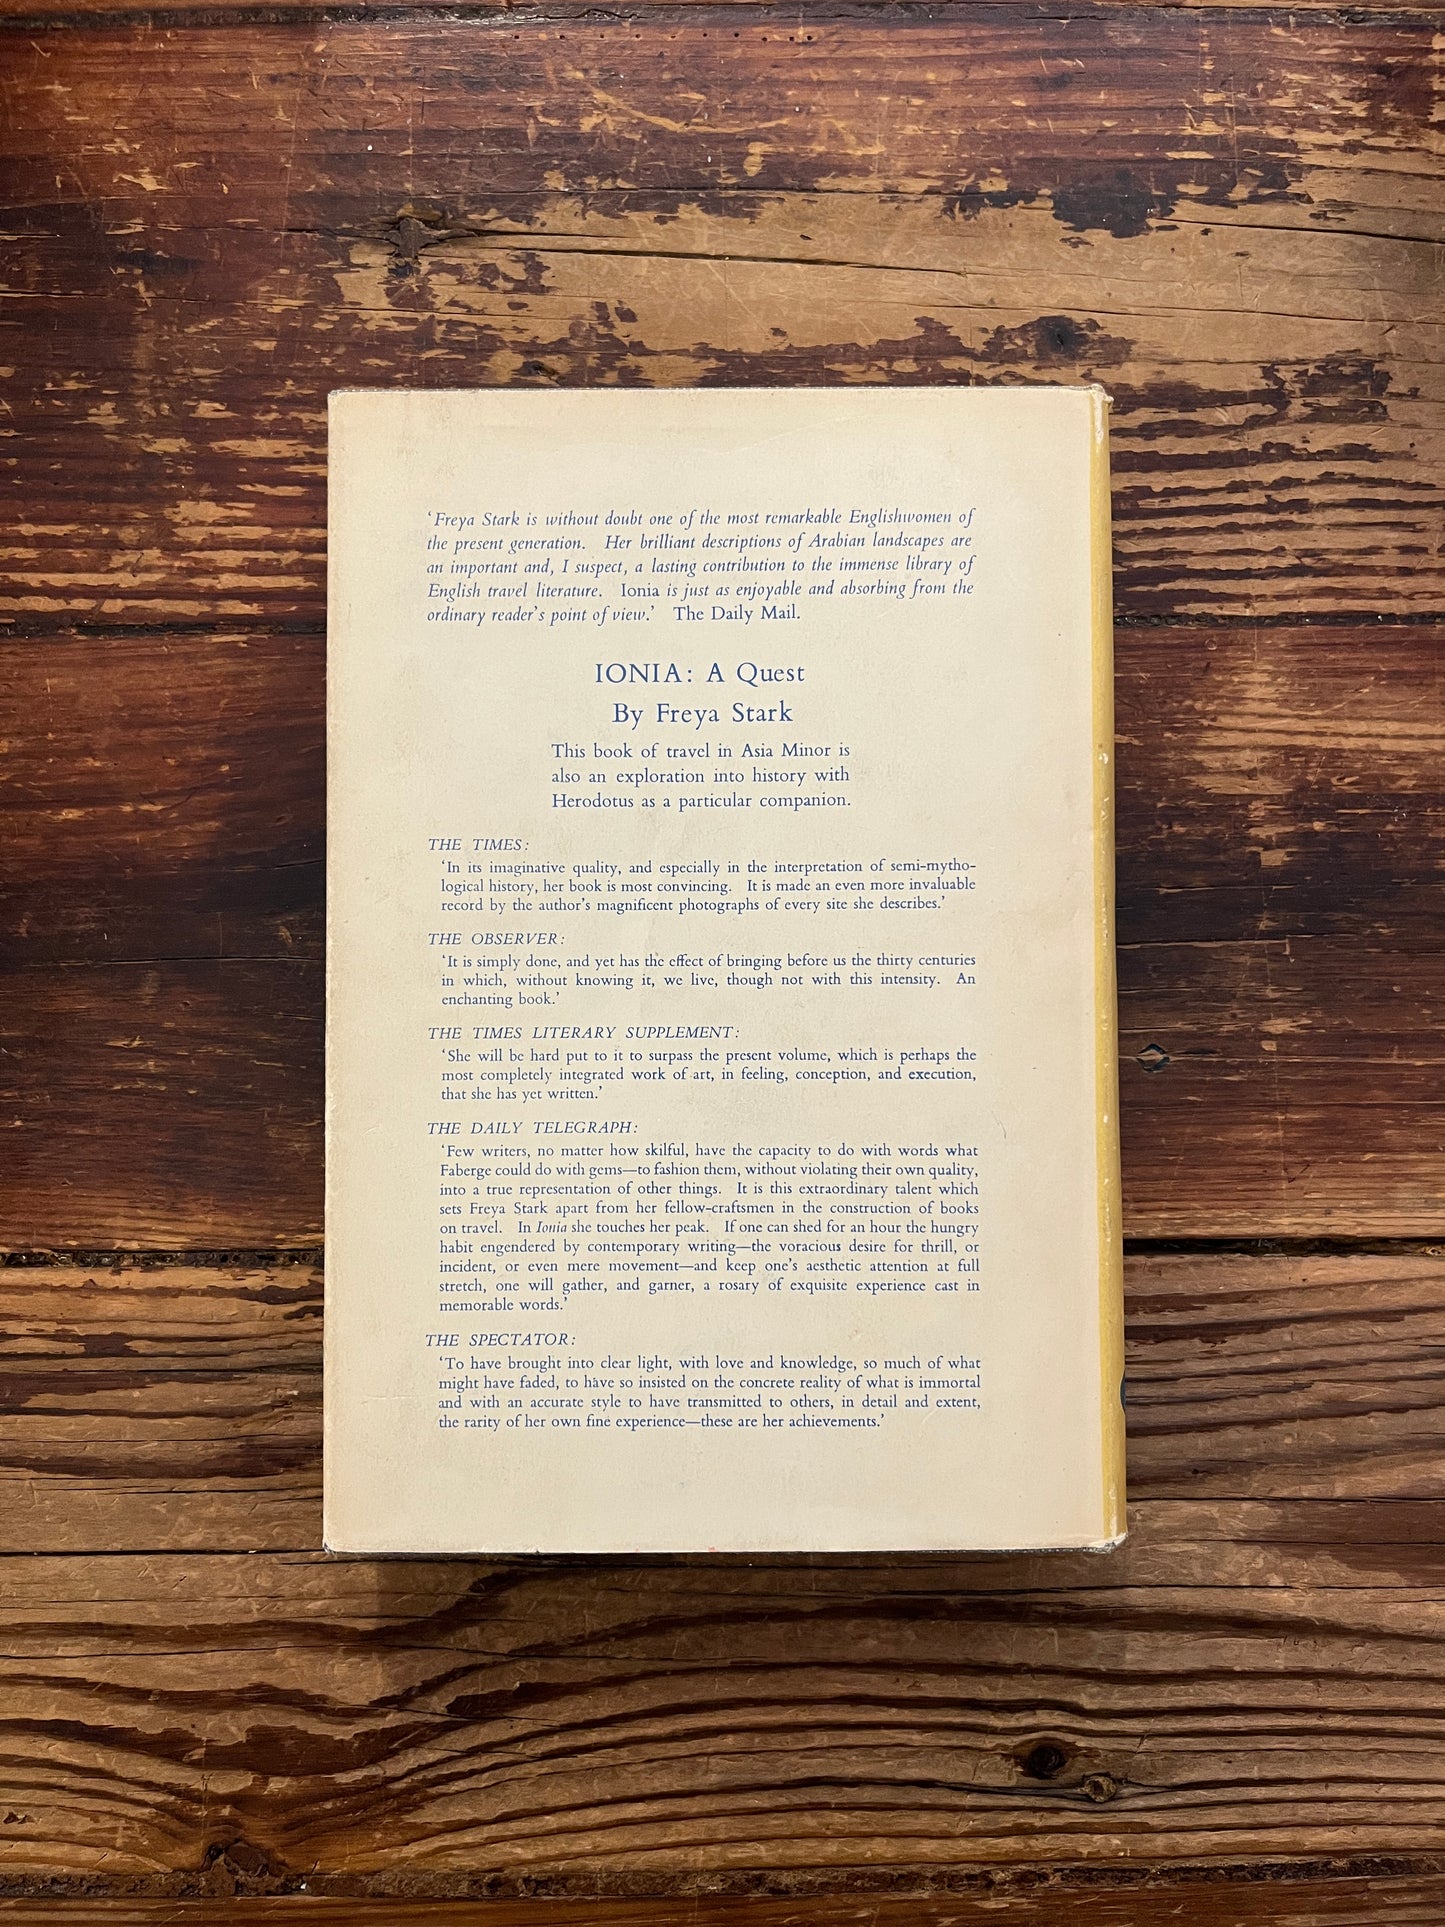 ‘Freya Stark is without doubt one of the most remarkable Englishwomen of
the present generation. Her brilliant descriptions of Arabian landscapes are
an important and, I suspect, a lasting contribution to the immense library of
English travel literature. Ionia is just as enjoyable and absorbing from the
ordinary reader’s point of view.’ The Daily Mail.
IONIA: A Quest
By Freya Stark
This book of travel in Asia Minor is
also an exploration into history with
Herodotus as a particular companion.
THE TIMES:
‘In its imaginative quality, and especially in the interpretation of semi-mytho-
logical history, her book is most convincing. It is made an even more invaluable
record by the author’s magnificent photographs of every site she describes.’
THE OBSERVER:
‘It is simply done, and yet has the effect of bringing before us the thirty centuries
in which, without knowing it, we live, though not with this intensity. An
enchanting book.’
THE TIMES LITERARY SUPPLEMENT:
‘She will be hard put to it to surpass the present volume, which is perhaps the
most completely integrated work of art, in feeling, conception, and execution,
that she has yet written.’
THE DAILY TELEGRAPH:
‘Few writers, no matter how skilful, have the capacity to do with words what
Faberge could do with gems—to fashion them, without violating their own quality,
into a true representation of other things. It is this extraordinary talent which
sets Freya Stark apart from her fellow-craftsmen in the construction of books
on travel. In Ionia she touches her peak. If one can shed for an hour the hungry
habit engendered by contemporary writing—the voracious desire for thrill, or
incident, or even mere movement—and keep one’s aesthetic attention at full
stretch, one will gather, and garner, a rosary of exquisite experience cast in
memorable words.’
THE SPECTATOR:
‘To have brought into clear light, with love and knowledge, so much of what
might have faded, to have so insisted on the concrete reality of what is immortal
and with an accurate style to have transmitted to others, in detail and extent,
the rarity of her own fine experience—these are her achievements.’